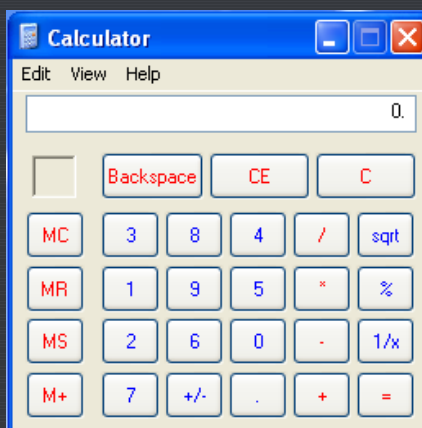 Calculator
Edit View Help
0.
Backspace CE C
MC 3 8 4 / sqrt
MR 1 9 5 * %
MS 2 6 0 - 1/x
M+ 7 +/- . + =